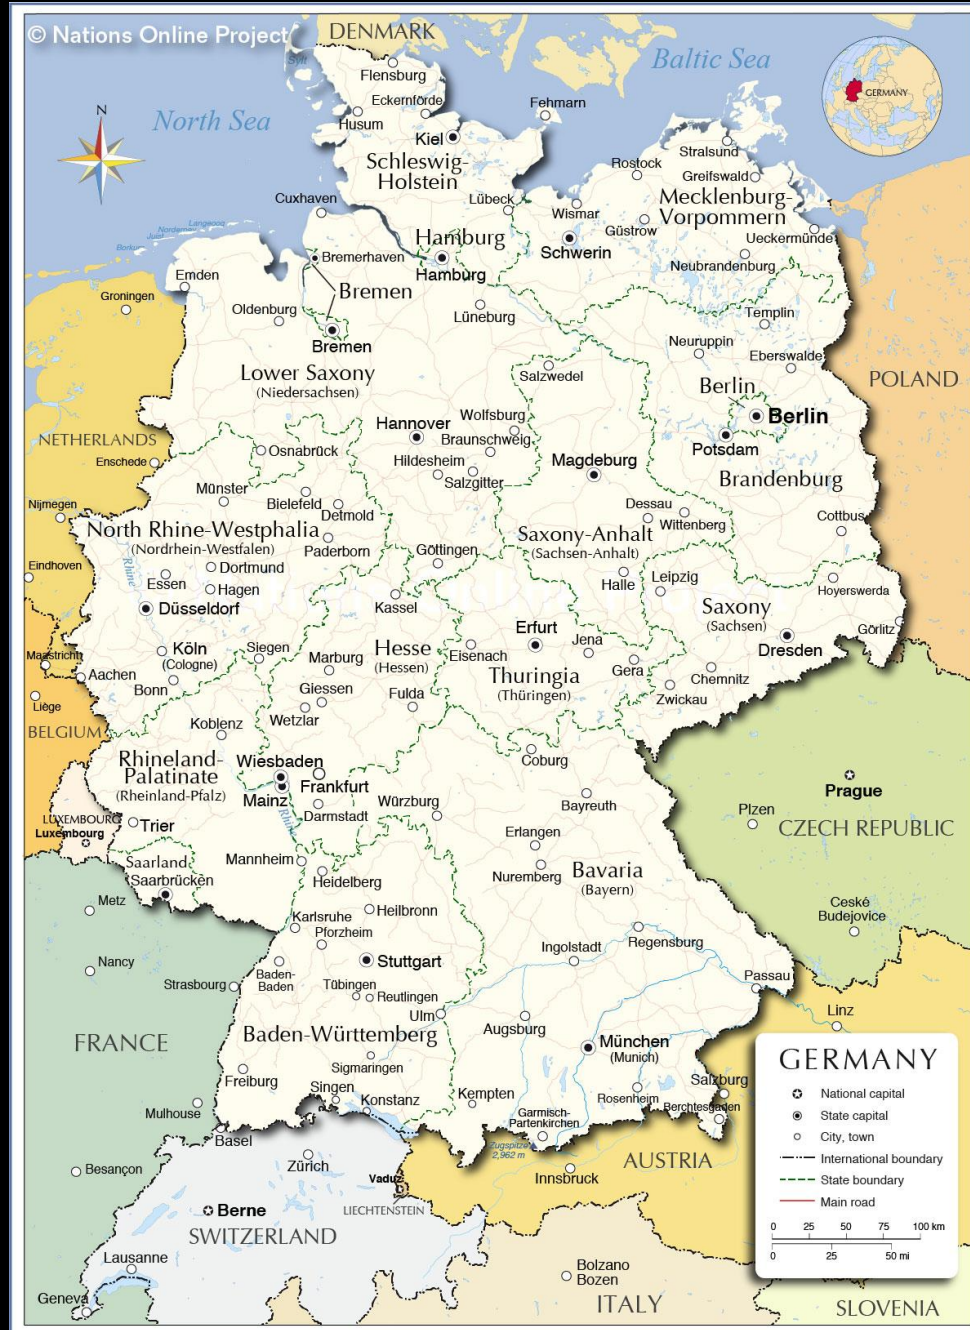 © Nations Online Project
DENMARK
Baltic Sea
North Sea
N
Sylt
Flensburg
Eckernförde
Husum
Kiel
Schleswig-
Holstein
Fehmarn
GERMANY
Stralsund
Rostock
Greifswald
Mecklenburg-
Vorpommern
Cuxhaven
Lübeck
Wismar
Güstrow
Ueckermünde
Langeoog
Norderney
Juist
Borkum
Hamburg
Hamburg
Schwerin
Neubrandenburg
Bremerhaven
Emden
Bremen
Groningen
Oldenburg
Lüneburg
Templin
Bremen
Neuruppin
Eberswalde
Lower Saxony
(Niedersachsen)
Salzwedel
Berlin
POLAND
Hannover
Wolfsburg
Braunschweig
Berlin
NETHERLANDS
Potsdam
Osnabrück
Enschede
Hildesheim
Salzgitter
Magdeburg
Brandenburg
Münster
Bielefeld
Detmold
Nijmegen
Dessau
Wittenberg
Cottbus
North Rhine-Westphalia
(Nordrhein-Westfalen)
Paderborn
Göttingen
Saxony-Anhalt
(Sachsen-Anhalt)
Eindhoven
Rhine
Dortmund
Essen
Hagen
Halle
Leipzig
Hoyerswerda
Düsseldorf
Kassel
Saxony
(Sachsen)
Görlitz
Erfurt
Jena
Dresden
Köln
(Cologne)
Siegen
Hesse
(Hessen)
Eisenach
Maastricht
Aachen
Marburg
Thuringia
(Thüringen)
Gera
Chemnitz
Bonn
Giessen
Fulda
Zwickau
Liège
Wetzlar
BELGIUM
Koblenz
Rhineland-
Palatinate
(Rheinland-Pfalz)
Wiesbaden
Coburg
Mainz
Frankfurt
Prague
Rhine
Darmstadt
Würzburg
Bayreuth
Plzen
LUXEMBOURG
Luxembourg
Trier
CZECH REPUBLIC
Erlangen
Saarland
Saarbrücken
Mannheim
Heidelberg
Nuremberg
Bavaria
(Bayern)
Metz
Heilbronn
Ceské
Budejovice
Karlsruhe
Pforzheim
Ingolstadt
Regensburg
Nancy
Stuttgart
Baden-
Baden
Passau
Strasbourg
Tübingen
Reutlingen
Ulm
Linz
FRANCE
Baden-Württemberg
Augsburg
München
(Munich)
Sigmaringen
Freiburg
Singen
Konstanz
Kempten
Rosenheim
Salzburg
Berchtesgaden
Mulhouse
Garmisch-
Partenkirchen
Basel
Zugspitze
2,962 m
Zürich
AUSTRIA
Besançon
Vaduz
Innsbruck
LIECHTENSTEIN
Berne
SWITZERLAND
Lausanne
Bolzano
Bozen
Geneva
ITALY
SLOVENIA
GERMANY
National capital
State capital
City, town
International boundary
State boundary
Main road
0 25 50 75 100 km
0 25 50 mi